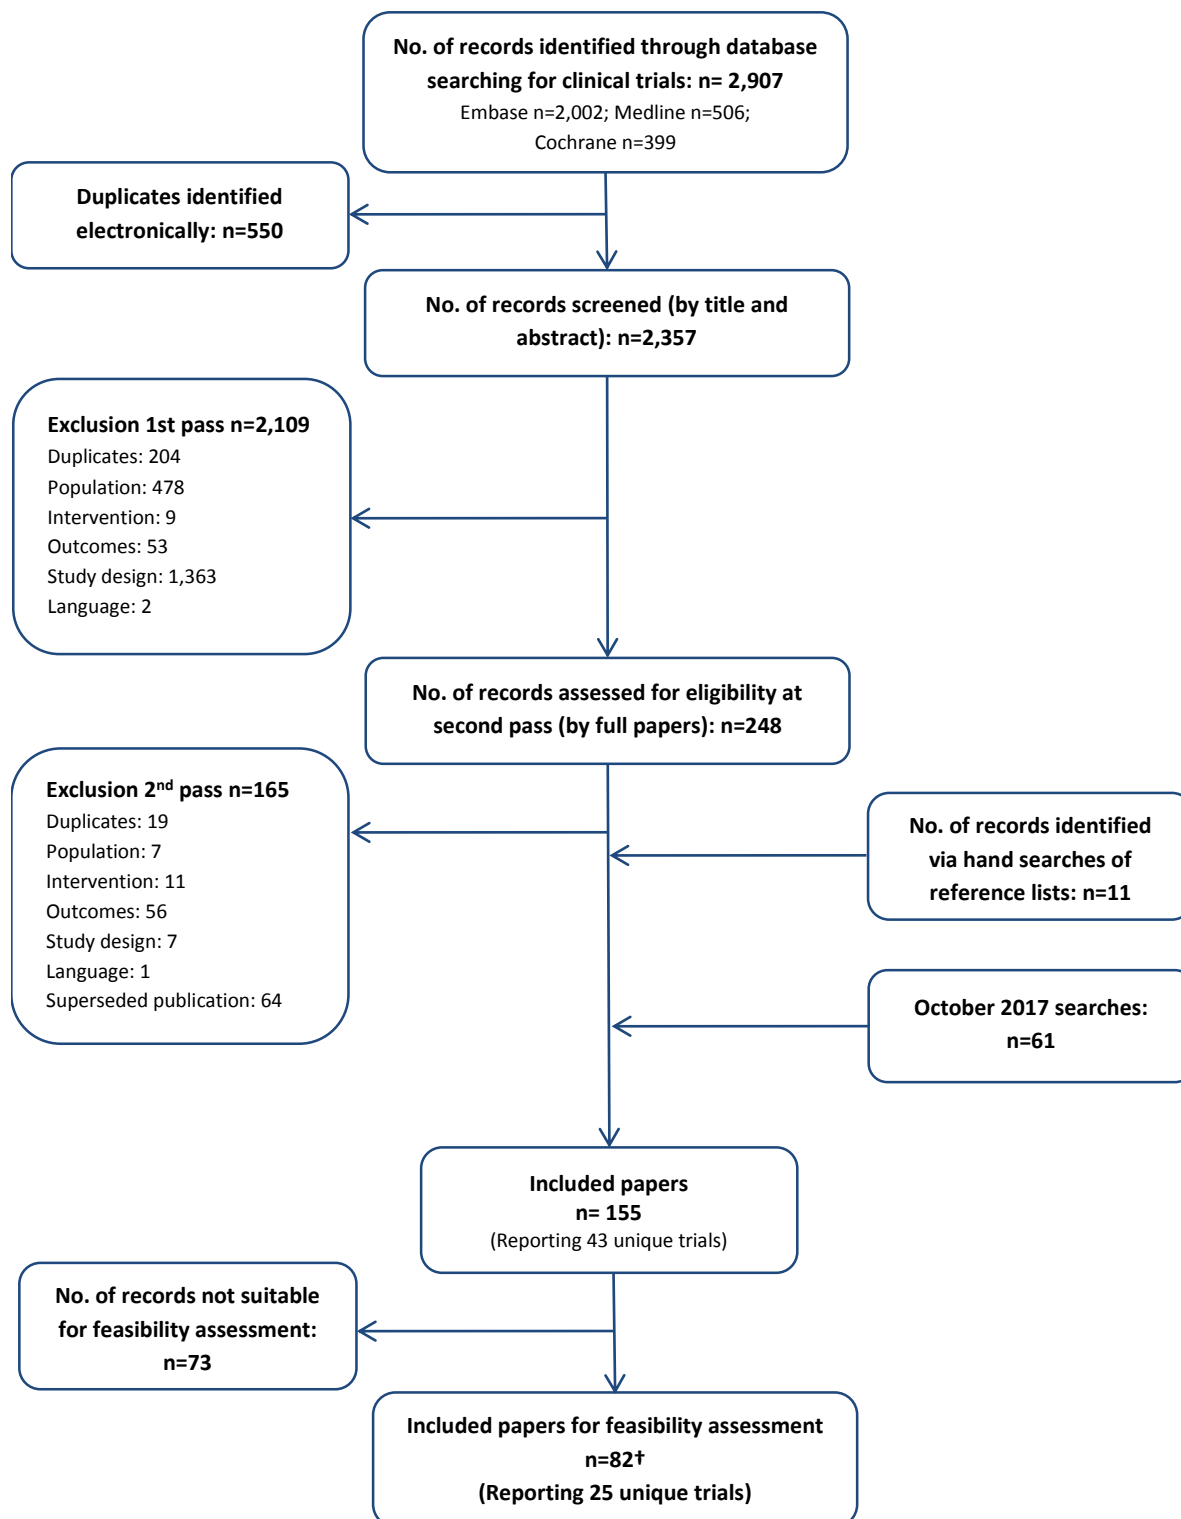 No. of records identified through database
searching for clinical trials: n= 2,907
Embase n=2,002; Medline n=506;
Cochrane n=399
Duplicates identified
electronically: n=550
No. of records screened (by title and
abstract): n=2,357
Exclusion 1st pass n=2,109
Duplicates: 204
Population: 478
Intervention: 9
Outcomes: 53
Study design: 1,363
Language: 2
No. of records assessed for eligibility at
second pass (by full papers): n=248
Exclusion 2nd pass n=165
Duplicates: 19
Population: 7
Intervention: 11
Outcomes: 56
Study design: 7
Language: 1
Superseded publication: 64
No. of records identified
via hand searches of
reference lists: n=11
October 2017 searches:
n=61
Included papers
n= 155
(Reporting 43 unique trials)
No. of records not suitable
for feasibility assessment:
n=73
Included papers for feasibility assessment
n=82†
(Reporting 25 unique trials)